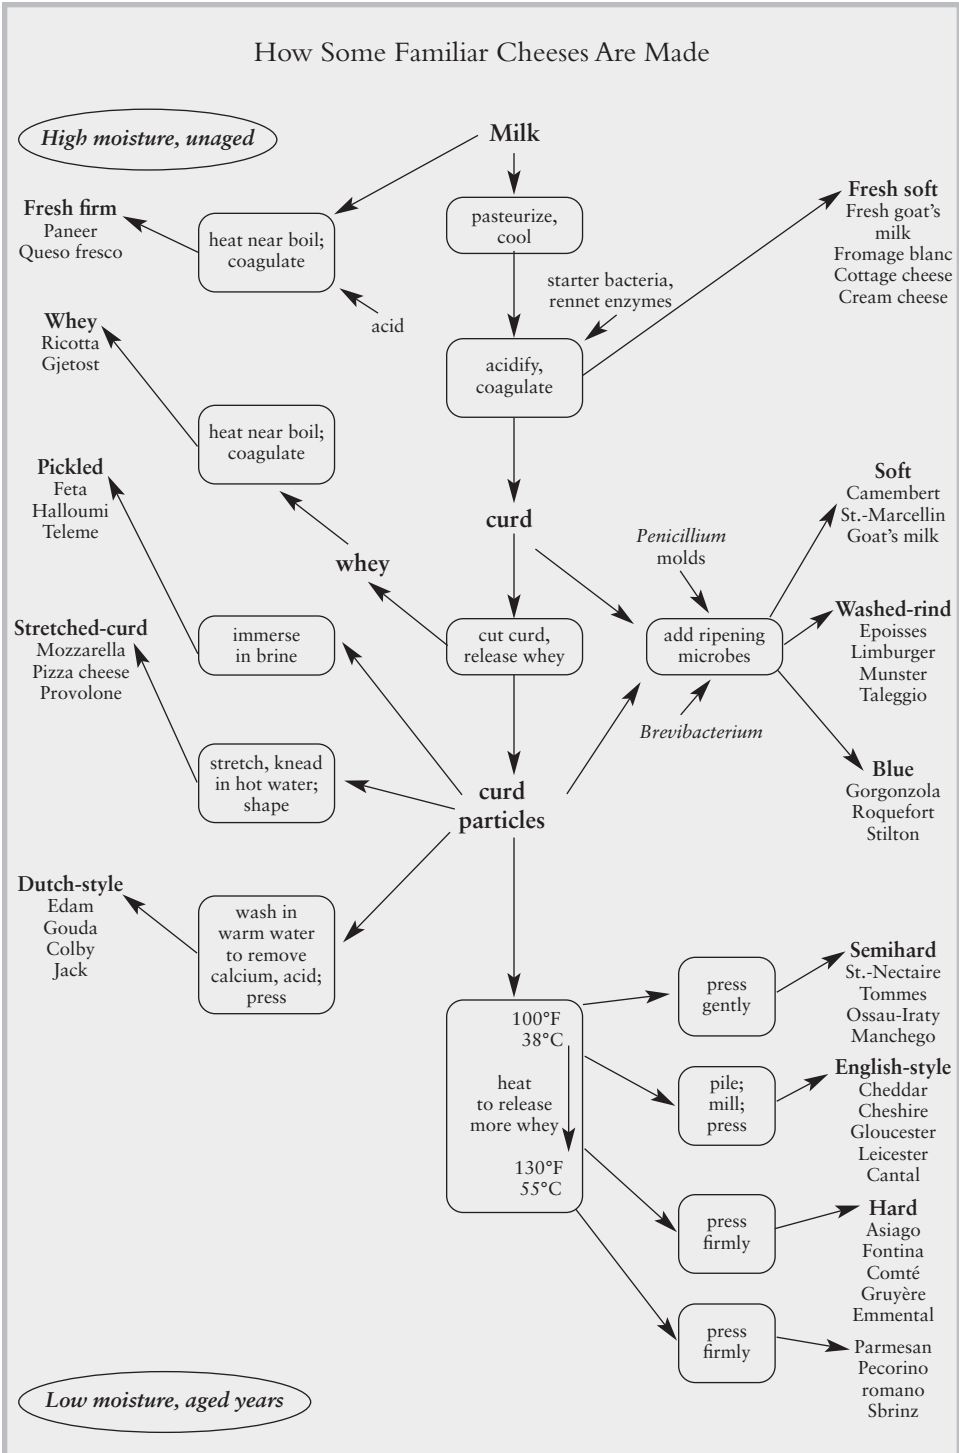 How Some Familiar Cheeses Are Made
High moisture, unaged
Milk
Fresh firm
Paneer
Queso fresco
heat near boil;
coagulate
acid
pasteurize,
cool
starter bacteria,
rennet enzymes
acidify,
coagulate
Fresh soft
Fresh goat's
milk
Fromage blanc
Cottage cheese
Cream cheese
Whey
Ricotta
Gjetost
heat near boil;
coagulate
whey
curd
cut curd,
release whey
Penicillium
molds
add ripening
microbes
Brevibacterium
Soft
Camembert
St.-Marcellin
Goat's milk
Washed-rind
Epoisses
Limburger
Munster
Taleggio
Blue
Gorgonzola
Roquefort
Stilton
Pickled
Feta
Halloumi
Teleme
immerse
in brine
Stretched-curd
Mozzarella
Pizza cheese
Provolone
stretch, knead
in hot water;
shape
curd
particles
Dutch-style
Edam
Gouda
Colby
Jack
wash in
warm water
to remove
calcium, acid;
press
100°F
38°C
heat
to release
more whey
130°F
55°C
press
gently
Semihard
St.-Nectaire
Tommes
Ossau-Iraty
Manchego
pile;
mill;
press
English-style
Cheddar
Cheshire
Gloucester
Leicester
Cantal
press
firmly
Hard
Asiago
Fontina
Comté
Gruyère
Emmental
press
firmly
Parmesan
Pecorino
romano
Sbrinz
Low moisture, aged years